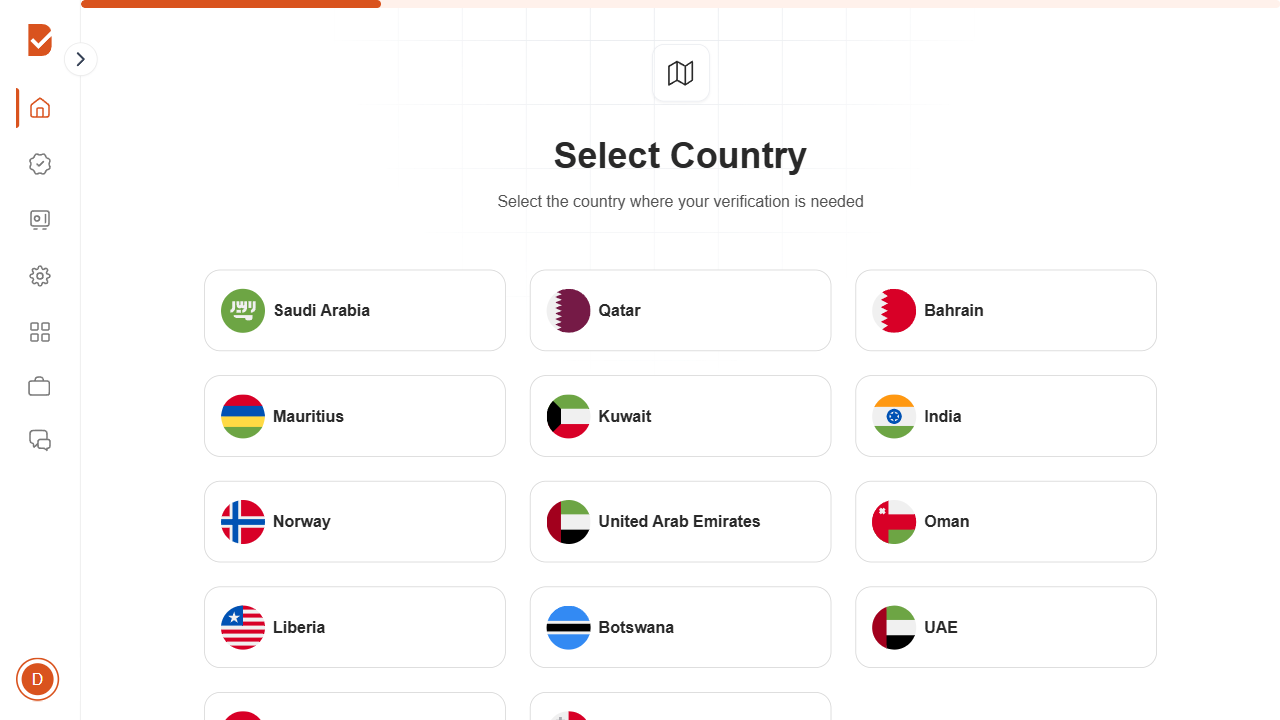 Select Country
Select the country where your verification is needed
Saudi Arabia
Qatar
Bahrain
Mauritius
Kuwait
India
Norway
United Arab Emirates
Oman
Liberia
Botswana
UAE
D